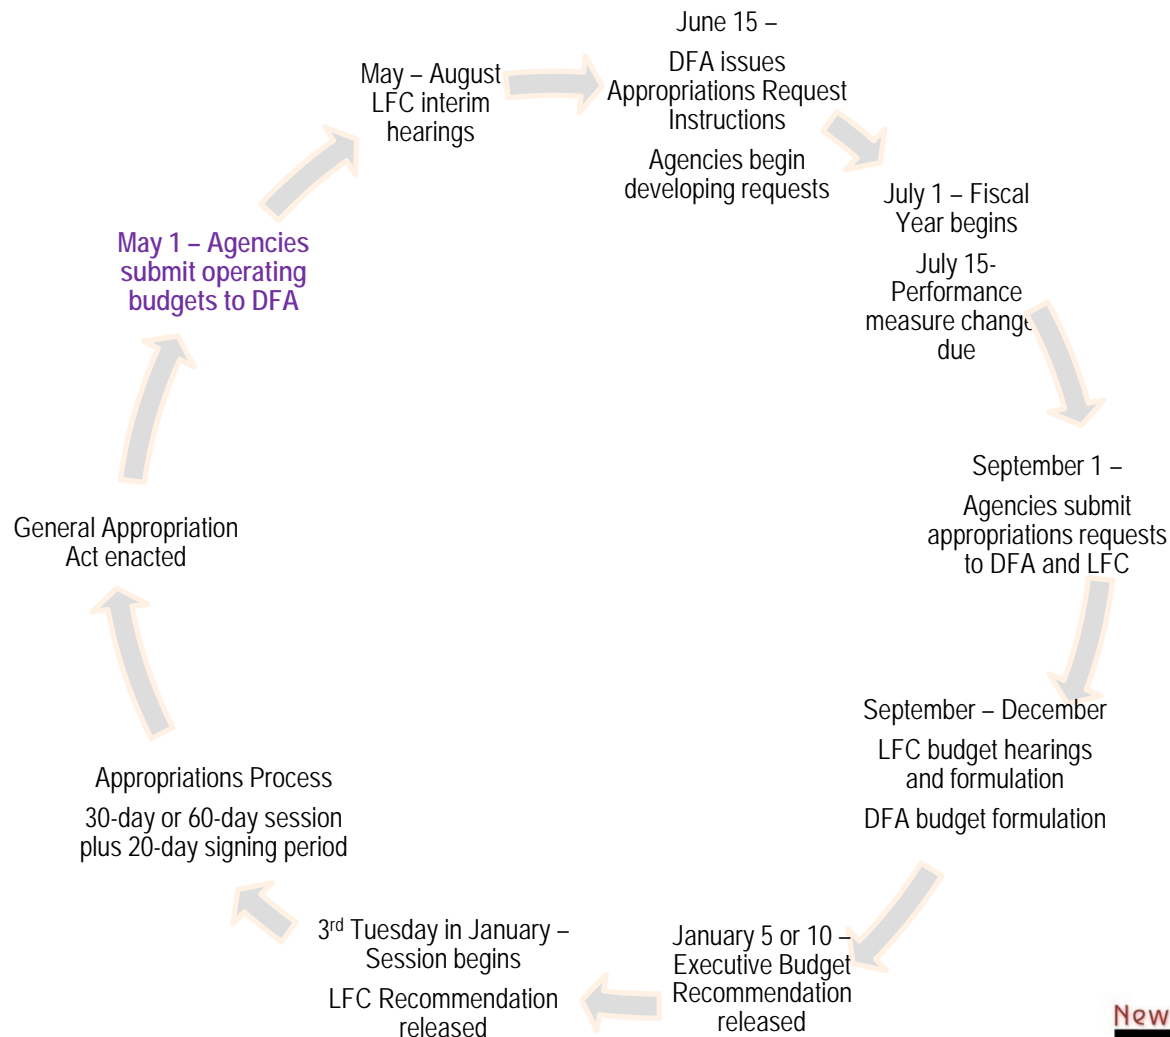 June 15 –
DFA issues
Appropriations Request
Instructions
Agencies begin
developing requests
July 1 – Fiscal
Year begins
July 15-
Performance
measure change
due
September 1 –
Agencies submit
appropriations requests
to DFA and LFC
September – December
LFC budget hearings
and formulation
DFA budget formulation
January 5 or 10 –
Executive Budget
Recommendation
released
3rd Tuesday in January –
Session begins
LFC Recommendation
released
Appropriations Process
30-day or 60-day session
plus 20-day signing period
General Appropriation
Act enacted
May 1 – Agencies
submit operating
budgets to DFA
May – August
LFC interim
hearings
New